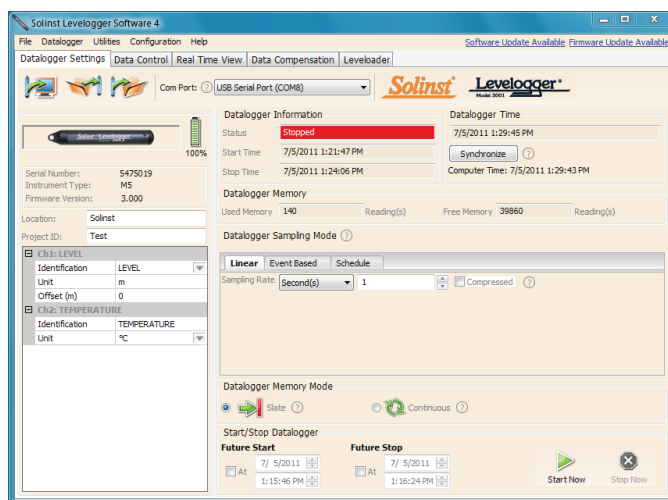 Solinst Levelogger Software 4
File Datalogger Utilities Configuration Help
Software Update Available Firmware Update Available
Datalogger Settings Data Control Real Time View Data Compensation Leveloader
Com Port: ? USB Serial Port (COM8)
Solinst Levelogger
Model 3001
Datalogger Information
Status Stopped
Start Time 7/5/2011 1:21:47 PM
Stop Time 7/5/2011 1:24:06 PM
Datalogger Time
7/5/2011 1:29:45 PM
Synchronize ?
Computer Time: 7/5/2011 1:29:43 PM
Solinst Levelogger
100%
Serial Number: 5475019
Instrument Type: M5
Firmware Version: 3.000
Location: Solinst
Project ID: Test
Ch1: LEVEL
Identification LEVEL
Unit m
Offset (m) 0
Ch2: TEMPERATURE
Identification TEMPERATURE
Unit °C
Datalogger Memory
Used Memory 140 Reading(s) Free Memory 39860 Reading(s)
Datalogger Sampling Mode ?
Linear Event Based Schedule
Sampling Rate Second(s) 1 Compressed ?
Datalogger Memory Mode
Slate ? Continuous ?
Start/Stop Datalogger
Future Start Future Stop
At 7/ 5/2011 1:15:46 PM
At 7/ 5/2011 1:16:24 PM
Start Now Stop Now